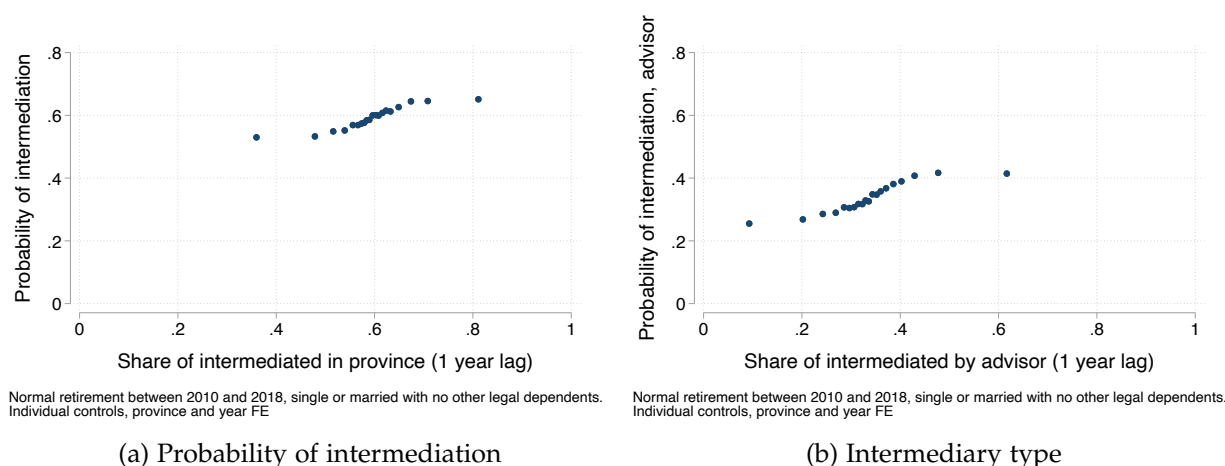 Probability of intermediation
.8
.6
.4
.2
0
0 .2 .4 .6 .8 1
Share of intermediated in province (1 year lag)
Normal retirement between 2010 and 2018, single or married with no other legal dependents.
Individual controls, province and year FE
(a) Probability of intermediation
Probability of intermediation, advisor
.8
.6
.4
.2
0
0 .2 .4 .6 .8 1
Share of intermediated by advisor (1 year lag)
Normal retirement between 2010 and 2018, single or married with no other legal dependents.
Individual controls, province and year FE
(b) Intermediary type